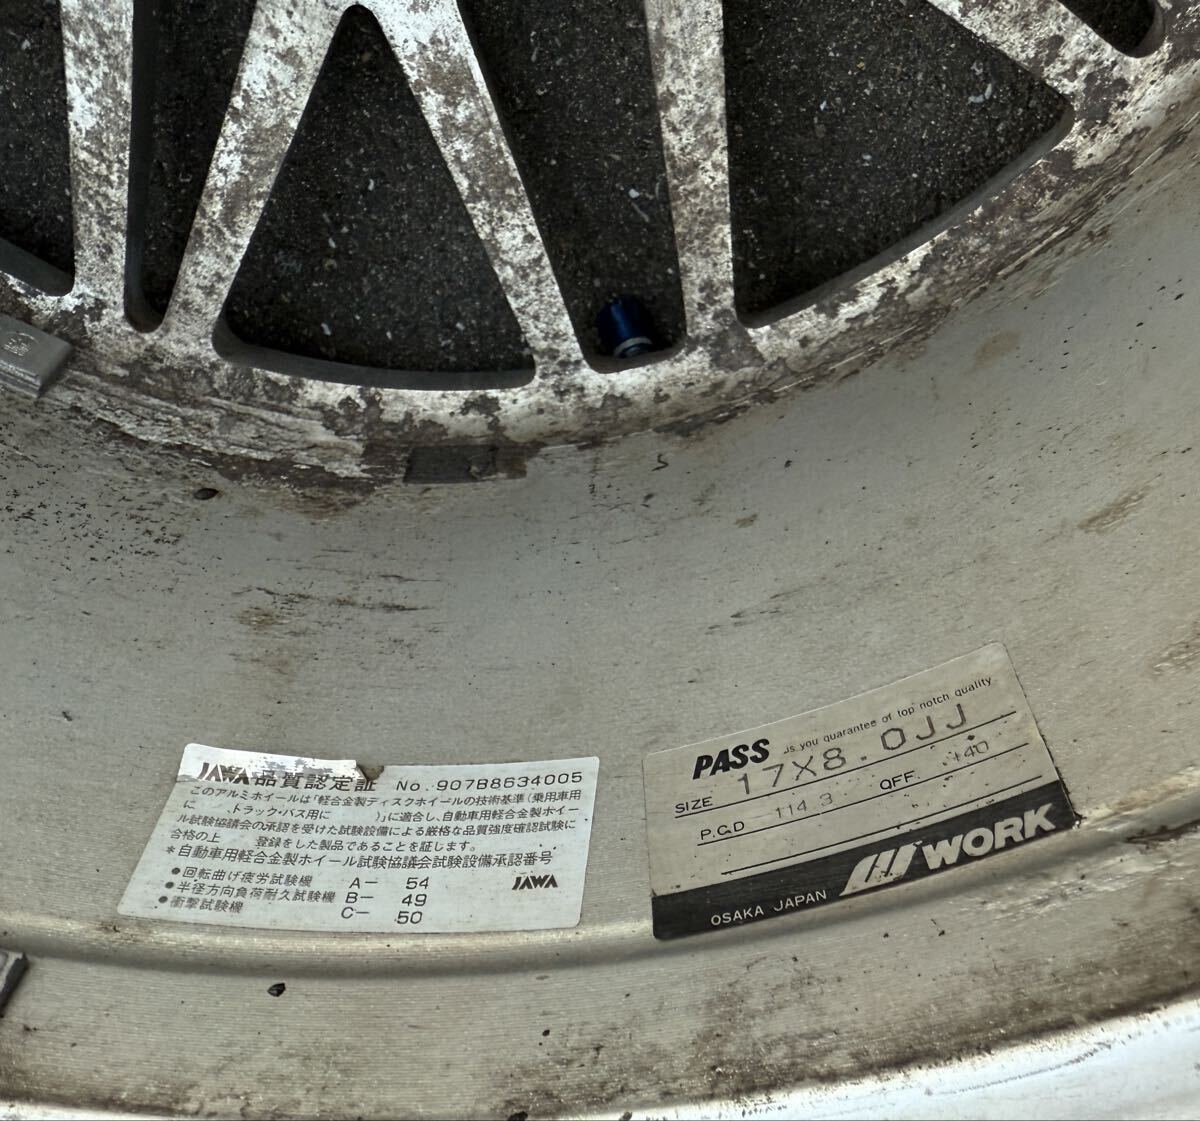 JAWA 品質認定証 No. 907B8634005
このアルミホイールは「軽合金製ディスクホイールの技術基準(乗用車用
に トラック・バス用に )」に適合し、自動車用軽合金製ホイー
ル試験協議会の承認を受けた試験設備による厳格な品質強度確認試験に
合格の上 登録をした製品であることを証します。
*自動車用軽合金製ホイール試験協議会試験設備承認番号
●回転曲げ疲労試験機 A— 54
●半径方向負荷耐久試験機 B— 49
●衝撃試験機 C— 50
JAWA
PASS is you quarantee of top notch quality
SIZE 17X8.0JJ
P.C.D 114.3 OFF. +40
OSAKA JAPAN WORK